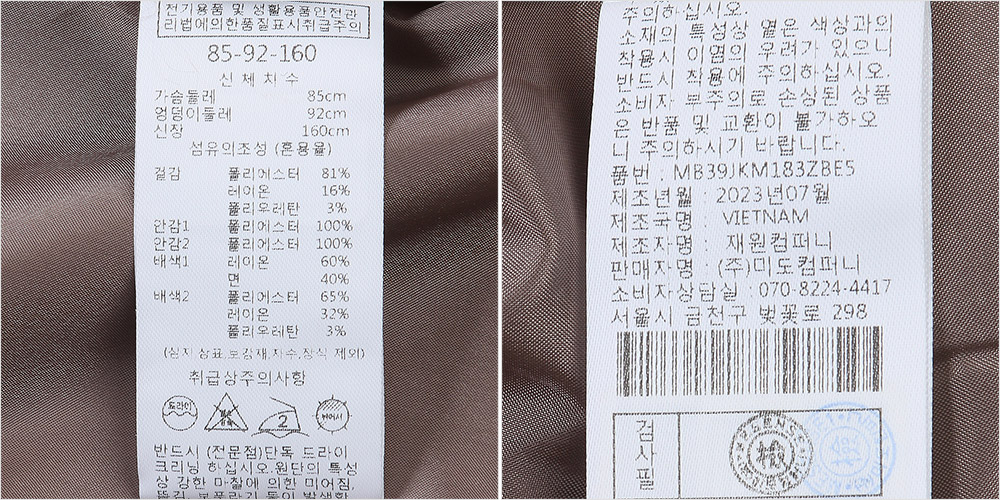 전기용품 및 생활용품안전관
리법에의한품질표시취급주의
85-92-160
신 체 치 수
가슴둘레 85cm
엉덩이둘레 92cm
신장 160cm
섬유의조성 (혼용율)
겉감 폴리에스터 81%
레이온 16%
폴리우레탄 3%
안감1 폴리에스터 100%
안감2 폴리에스터 100%
배색1 레이온 60%
면 40%
배색2 폴리에스터 65%
레이온 32%
폴리우레탄 3%
(심지,상표,보강재,자수,장식 제외)
취급상주의사항
드라이
2
반드시 (전문점)단독 드라이
크리닝 하십시오.원단의 특성
상 강한 마찰에 의한 미어짐,
뜯김, 보푸라기 등이 발생할
주의하십시오.
소재의 특성상 옅은 색상과의
착용시 이염의 우려가 있으니
반드시 착용에 주의하십시오.
소비자 부주의로 손상된 상품
은 반품 및 교환이 불가하오
니 주의하시기 바랍니다.
품번 : MB39JKM183ZBE5
제조년월 : 2023년07월
제조국명 : VIETNAM
제조자명 : 재원컴퍼니
판매자명 : (주)미도컴퍼니
소비자상담실 : 070-8224-4417
서울시 금천구 벚꽃로 298
검
사
필